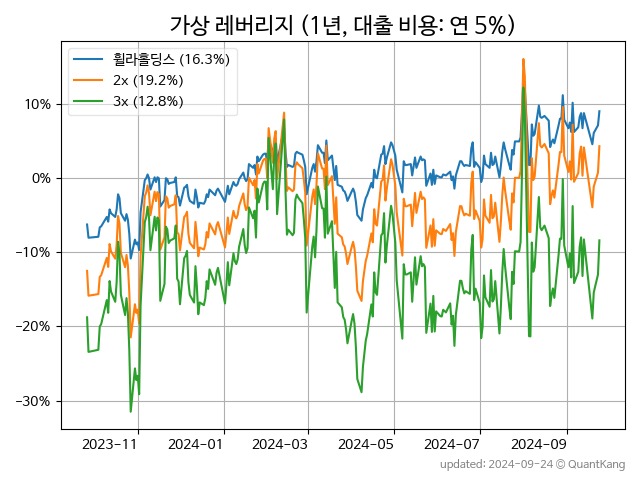 가상 레버리지 (1년, 대출 비용: 연 5%)
휠라홀딩스 (16.3%)
2x (19.2%)
3x (12.8%)
10%
0%
−10%
−20%
−30%
2023-11
2024-01
2024-03
2024-05
2024-07
2024-09
updated: 2024-09-24 © QuantKang